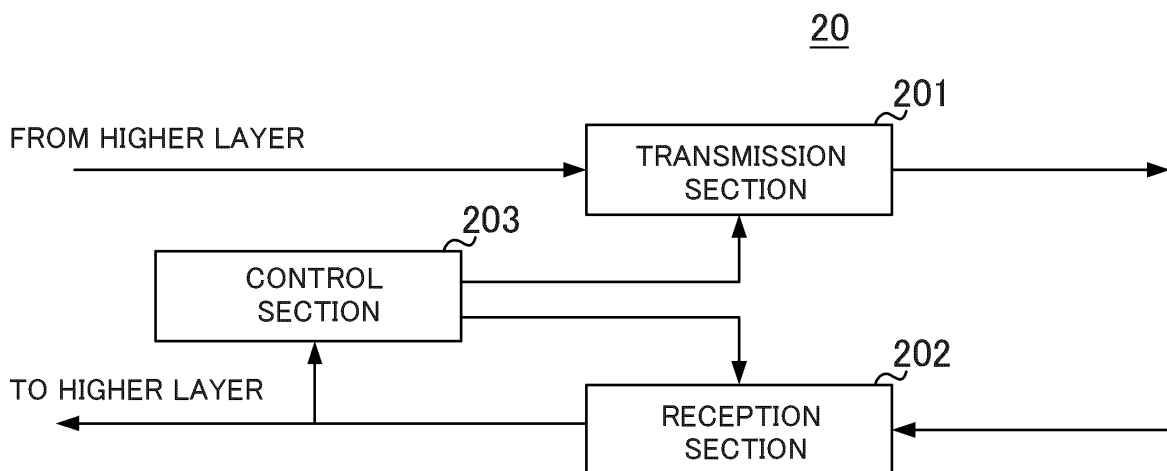 20
201
FROM HIGHER LAYER
TRANSMISSION
SECTION
203
CONTROL
SECTION
202
TO HIGHER LAYER
RECEPTION
SECTION